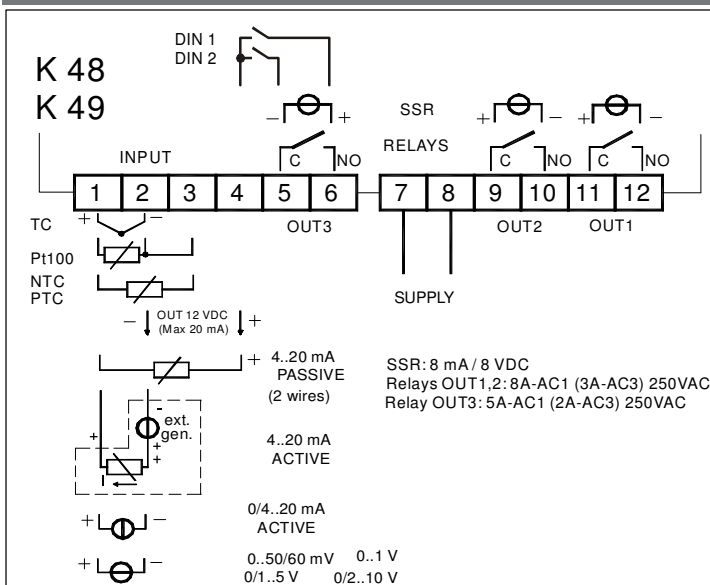 DIN 1
DIN 2
K 48
K 49
− + SSR + − + −
RELAYS
INPUT C NO C NO C NO
1 2 3 4 5 6 7 8 9 10 11 12
TC + − OUT3 OUT2 OUT1
Pt100
NTC
PTC
SUPPLY
− OUT 12 VDC +
(Max 20 mA)
+ 4..20 mA
PASSIVE
(2 wires)
SSR: 8 mA / 8 VDC
Relays OUT1,2: 8A-AC1 (3A-AC3) 250VAC
Relay OUT3: 5A-AC1 (2A-AC3) 250VAC
-
ext.
gen.
+ + +
I
4..20 mA
ACTIVE
+ − 0/4..20 mA
ACTIVE
+ − 0..50/60 mV 0..1 V
0/1..5 V 0/2..10 V